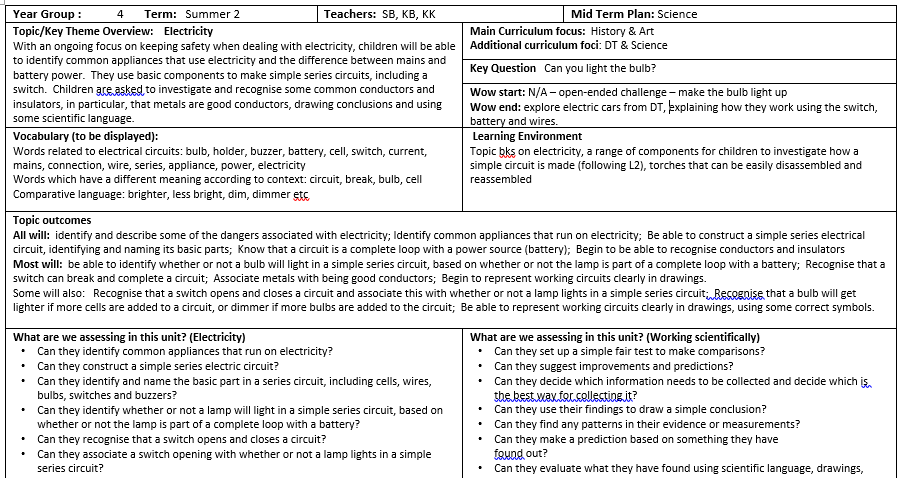 Year Group : 4 Term: Summer 2
Teachers: SB, KB, KK
Mid Term Plan: Science
Topic/Key Theme Overview: Electricity
With an ongoing focus on keeping safety when dealing with electricity, children will be able
to identify common appliances that use electricity and the difference between mains and
battery power. They use basic components to make simple series circuits, including a
switch. Children are asked to investigate and recognise some common conductors and
insulators, in particular, that metals are good conductors, drawing conclusions and using
some scientific language.
Main Curriculum focus: History & Art
Additional curriculum foci: DT & Science
Key Question Can you light the bulb?
Wow start: N/A – open-ended challenge – make the bulb light up
Wow end: explore electric cars from DT, explaining how they work using the switch,
battery and wires.
Vocabulary (to be displayed):
Words related to electrical circuits: bulb, holder, buzzer, battery, cell, switch, current,
mains, connection, wire, series, appliance, power, electricity
Words which have a different meaning according to context: circuit, break, bulb, cell
Comparative language: brighter, less bright, dim, dimmer etc
Learning Environment
Topic bks on electricity, a range of components for children to investigate how a
simple circuit is made (following L2), torches that can be easily disassembled and
reassembled
Topic outcomes
All will: identify and describe some of the dangers associated with electricity; Identify common appliances that run on electricity; Be able to construct a simple series electrical
circuit, identifying and naming its basic parts; Know that a circuit is a complete loop with a power source (battery); Begin to be able to recognise conductors and insulators
Most will: be able to identify whether or not a bulb will light in a simple series circuit, based on whether or not the lamp is part of a complete loop with a battery; Recognise that a
switch can break and complete a circuit; Associate metals with being good conductors; Begin to represent working circuits clearly in drawings.
Some will also: Recognise that a switch opens and closes a circuit and associate this with whether or not a lamp lights in a simple series circuit; Recognise that a bulb will get
lighter if more cells are added to a circuit, or dimmer if more bulbs are added to the circuit; Be able to represent working circuits clearly in drawings, using some correct symbols.
What are we assessing in this unit? (Electricity)
• Can they identify common appliances that run on electricity?
• Can they construct a simple series electric circuit?
• Can they identify and name the basic part in a series circuit, including cells, wires,
bulbs, switches and buzzers?
• Can they identify whether or not a lamp will light in a simple series circuit, based on
whether or not the lamp is part of a complete loop with a battery?
• Can they recognise that a switch opens and closes a circuit?
• Can they associate a switch opening with whether or not a lamp lights in a simple
series circuit?
What are we assessing in this unit? (Working scientifically)
• Can they set up a simple fair test to make comparisons?
• Can they suggest improvements and predictions?
• Can they decide which information needs to be collected and decide which is
the best way for collecting it?
• Can they use their findings to draw a simple conclusion?
• Can they find any patterns in their evidence or measurements?
• Can they make a prediction based on something they have
found out?
• Can they evaluate what they have found using scientific language, drawings,